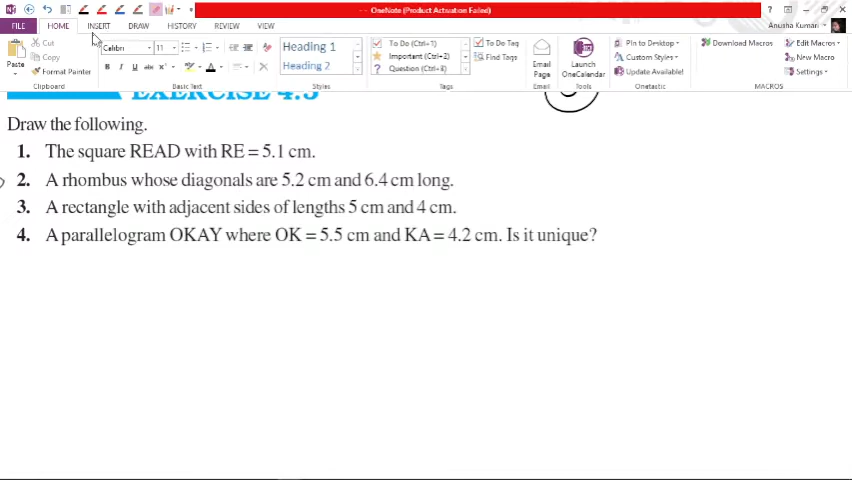 -- OneNote (Product Activation Failed)
FILE HOME INSERT DRAW HISTORY REVIEW VIEW
Anusha Kumari
Paste
Cut
Copy
Format Painter
Clipboard
Calibri 11
B I U abc x
Basic Text
Heading 1
Heading 2
Styles
To Do (Ctrl+1)
Important (Ctrl+2)
Question (Ctrl+3)
To Do Tag
Find Tags
Tags
Email Page
Email
Launch OneCalendar
Tools
Pin to Desktop
Custom Styles
Update Available!
Onetastic
Download Macros
Edit Macros
New Macro
Settings
MACROS
EXERCISE 4.5
Draw the following.
1. The square READ with RE = 5.1 cm.
2. A rhombus whose diagonals are 5.2 cm and 6.4 cm long.
3. A rectangle with adjacent sides of lengths 5 cm and 4 cm.
4. A parallelogram OKAY where OK = 5.5 cm and KA = 4.2 cm. Is it unique?